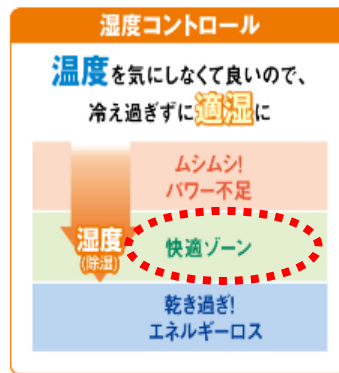 湿度コントロール
温度を気にしなくて良いので、
冷え過ぎずに適湿に
ムシムシ!
パワー不足
湿度
(除湿)
快適ゾーン
乾き過ぎ!
エネルギーロス